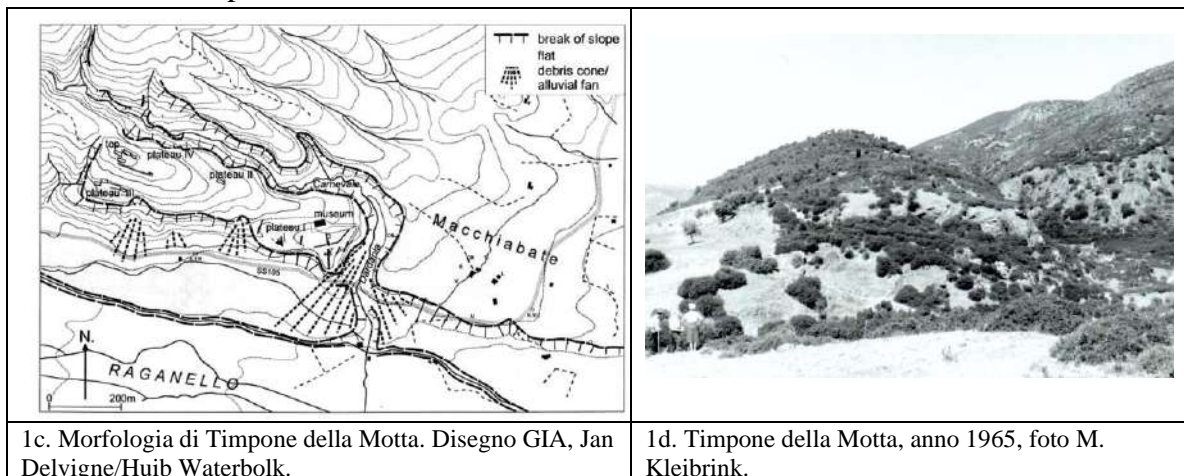 break of slope
flat
debris cone/
alluvial fan
top
plateau IV
plateau III
plateau II
Carnevale
museum
plateau I
Macchiabate
SS105
N.
RAGANELLO
0 200m
1c. Morfologia di Timpone della Motta. Disegno GIA, Jan
Delvigne/Huib Waterbolk.
1d. Timpone della Motta, anno 1965, foto M.
Kleibrink.